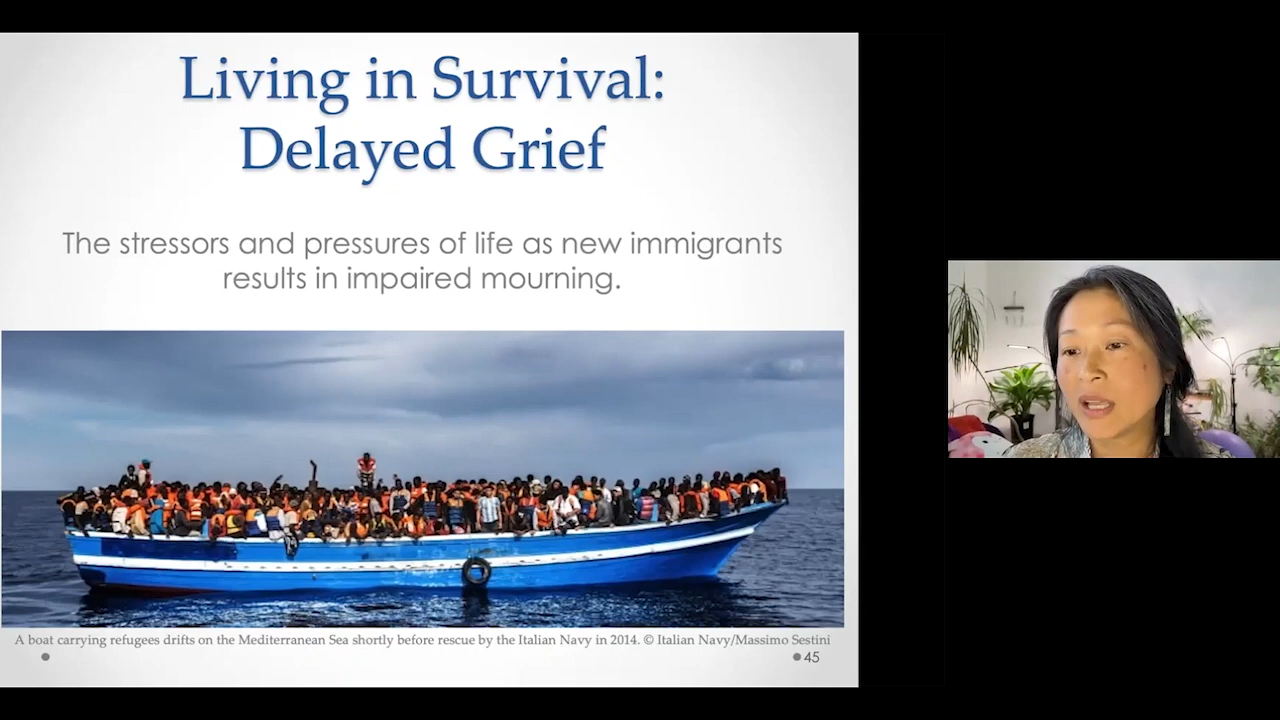 Living in Survival:
Delayed Grief
The stressors and pressures of life as new immigrants
results in impaired mourning.
A boat carrying refugees drifts on the Mediterranean Sea shortly before rescue by the Italian Navy in 2014. © Italian Navy/Massimo Sestini
45